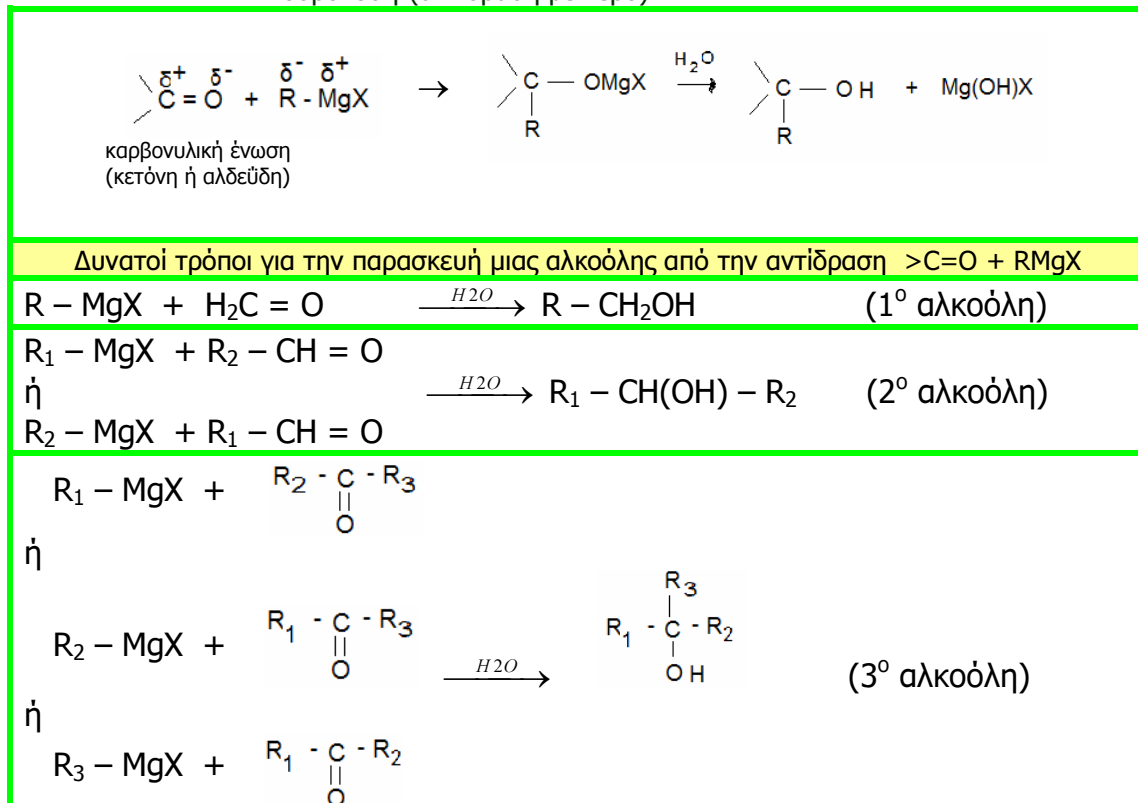 δ+ δ- δ- δ+
C = O + R - MgX → C — OMgX H2O → C — OH + Mg(OH)X
R R
καρβονυλική ένωση
(κετόνη ή αλδεΰδη)
Δυνατοί τρόποι για την παρασκευή μιας αλκοόλης από την αντίδραση >C=O + RMgX
R – MgX + H₂C = O H2O → R – CH₂OH (1° αλκοόλη)
R₁ – MgX + R₂ – CH = O
ή H2O → R₁ – CH(OH) – R₂ (2° αλκοόλη)
R₂ – MgX + R₁ – CH = O
R₁ – MgX + R₂ - C - R₃
O
ή
R₃
R₂ – MgX + R₁ - C - R₃ R₁ - C - R₂
O H2O → OH (3° αλκοόλη)
ή
R₃ – MgX + R₁ - C - R₂
O